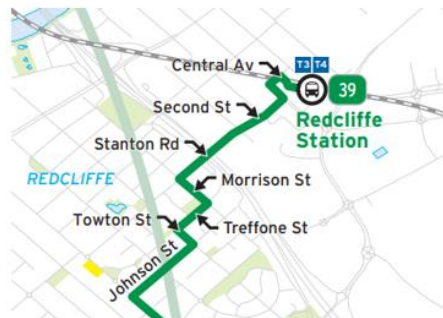 T3 T4
Central Av
39
Second St
Redcliffe
Station
Stanton Rd
REDCLIFFE
Morrison St
Towton St
Treffone St
Johnson St